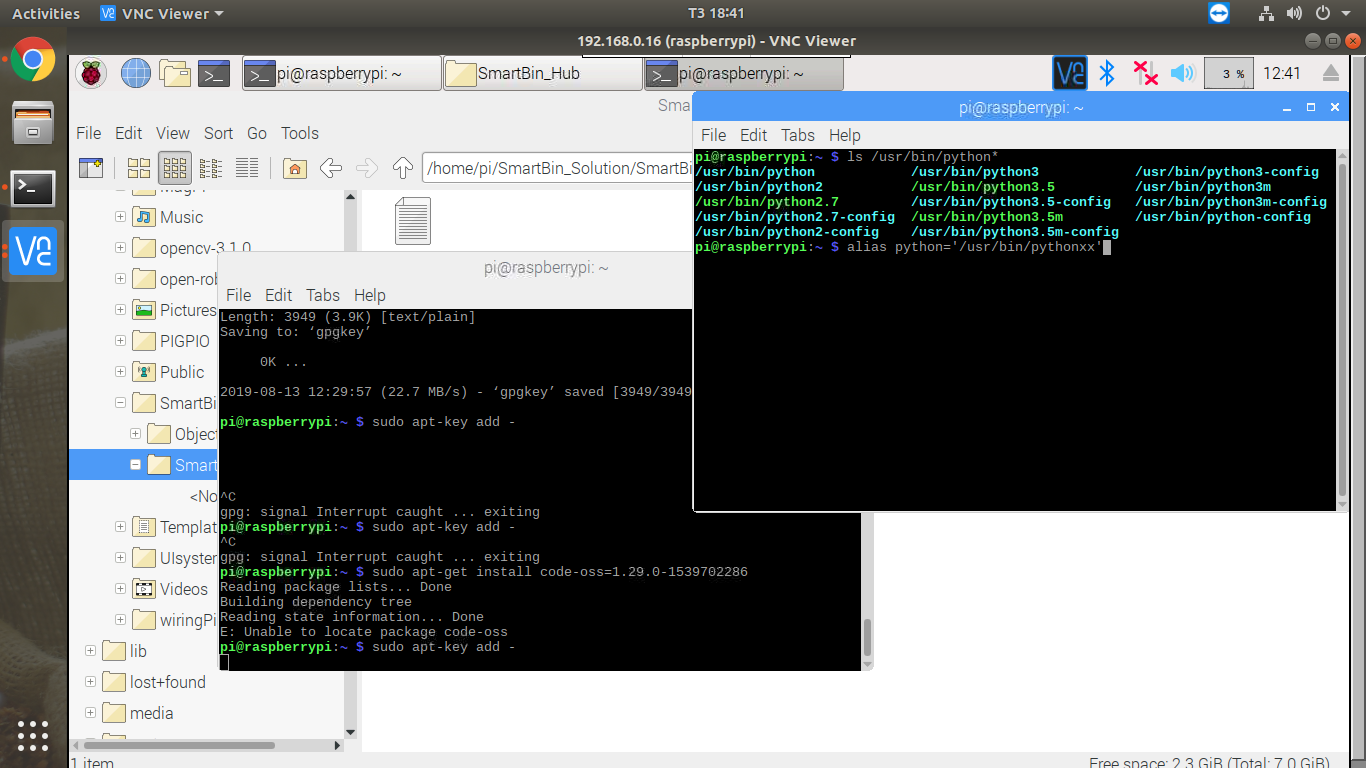 Activities VNC Viewer T3 18:41
192.168.0.16 (raspberrypi) - VNC Viewer
pi@raspberrypi: ~ SmartBin_Hub pi@raspberrypi: ~ 3 % 12:41
Sma
File Edit View Sort Go Tools
/home/pi/SmartBin_Solution/SmartBi
Music
opencv-3.1.0
open-rob
Pictures
PIGPIO
Public
SmartBi
Object
Smart
<No
Templat
UIsyster
Videos
wiringPi
lib
lost+found
media
1 item
Free space: 2.3 GiB (Total: 7.0 GiB)
pi@raspberrypi: ~
File Edit Tabs Help
Length: 3949 (3.9K) [text/plain]
Saving to: ‘gpgkey’
0K ...
2019-08-13 12:29:57 (22.7 MB/s) - ‘gpgkey’ saved [3949/3949
pi@raspberrypi:~ $ sudo apt-key add -
^C
gpg: signal Interrupt caught ... exiting
pi@raspberrypi:~ $ sudo apt-key add -
^C
gpg: signal Interrupt caught ... exiting
pi@raspberrypi:~ $ sudo apt-get install code-oss=1.29.0-1539702286
Reading package lists... Done
Building dependency tree
Reading state information... Done
E: Unable to locate package code-oss
pi@raspberrypi:~ $ sudo apt-key add -
pi@raspberrypi: ~
File Edit Tabs Help
pi@raspberrypi:~ $ ls /usr/bin/python*
/usr/bin/python /usr/bin/python3 /usr/bin/python3-config
/usr/bin/python2 /usr/bin/python3.5 /usr/bin/python3m
/usr/bin/python2.7 /usr/bin/python3.5-config /usr/bin/python3m-config
/usr/bin/python2.7-config /usr/bin/python3.5m /usr/bin/python-config
/usr/bin/python2-config /usr/bin/python3.5m-config
pi@raspberrypi:~ $ alias python='/usr/bin/pythonxx'